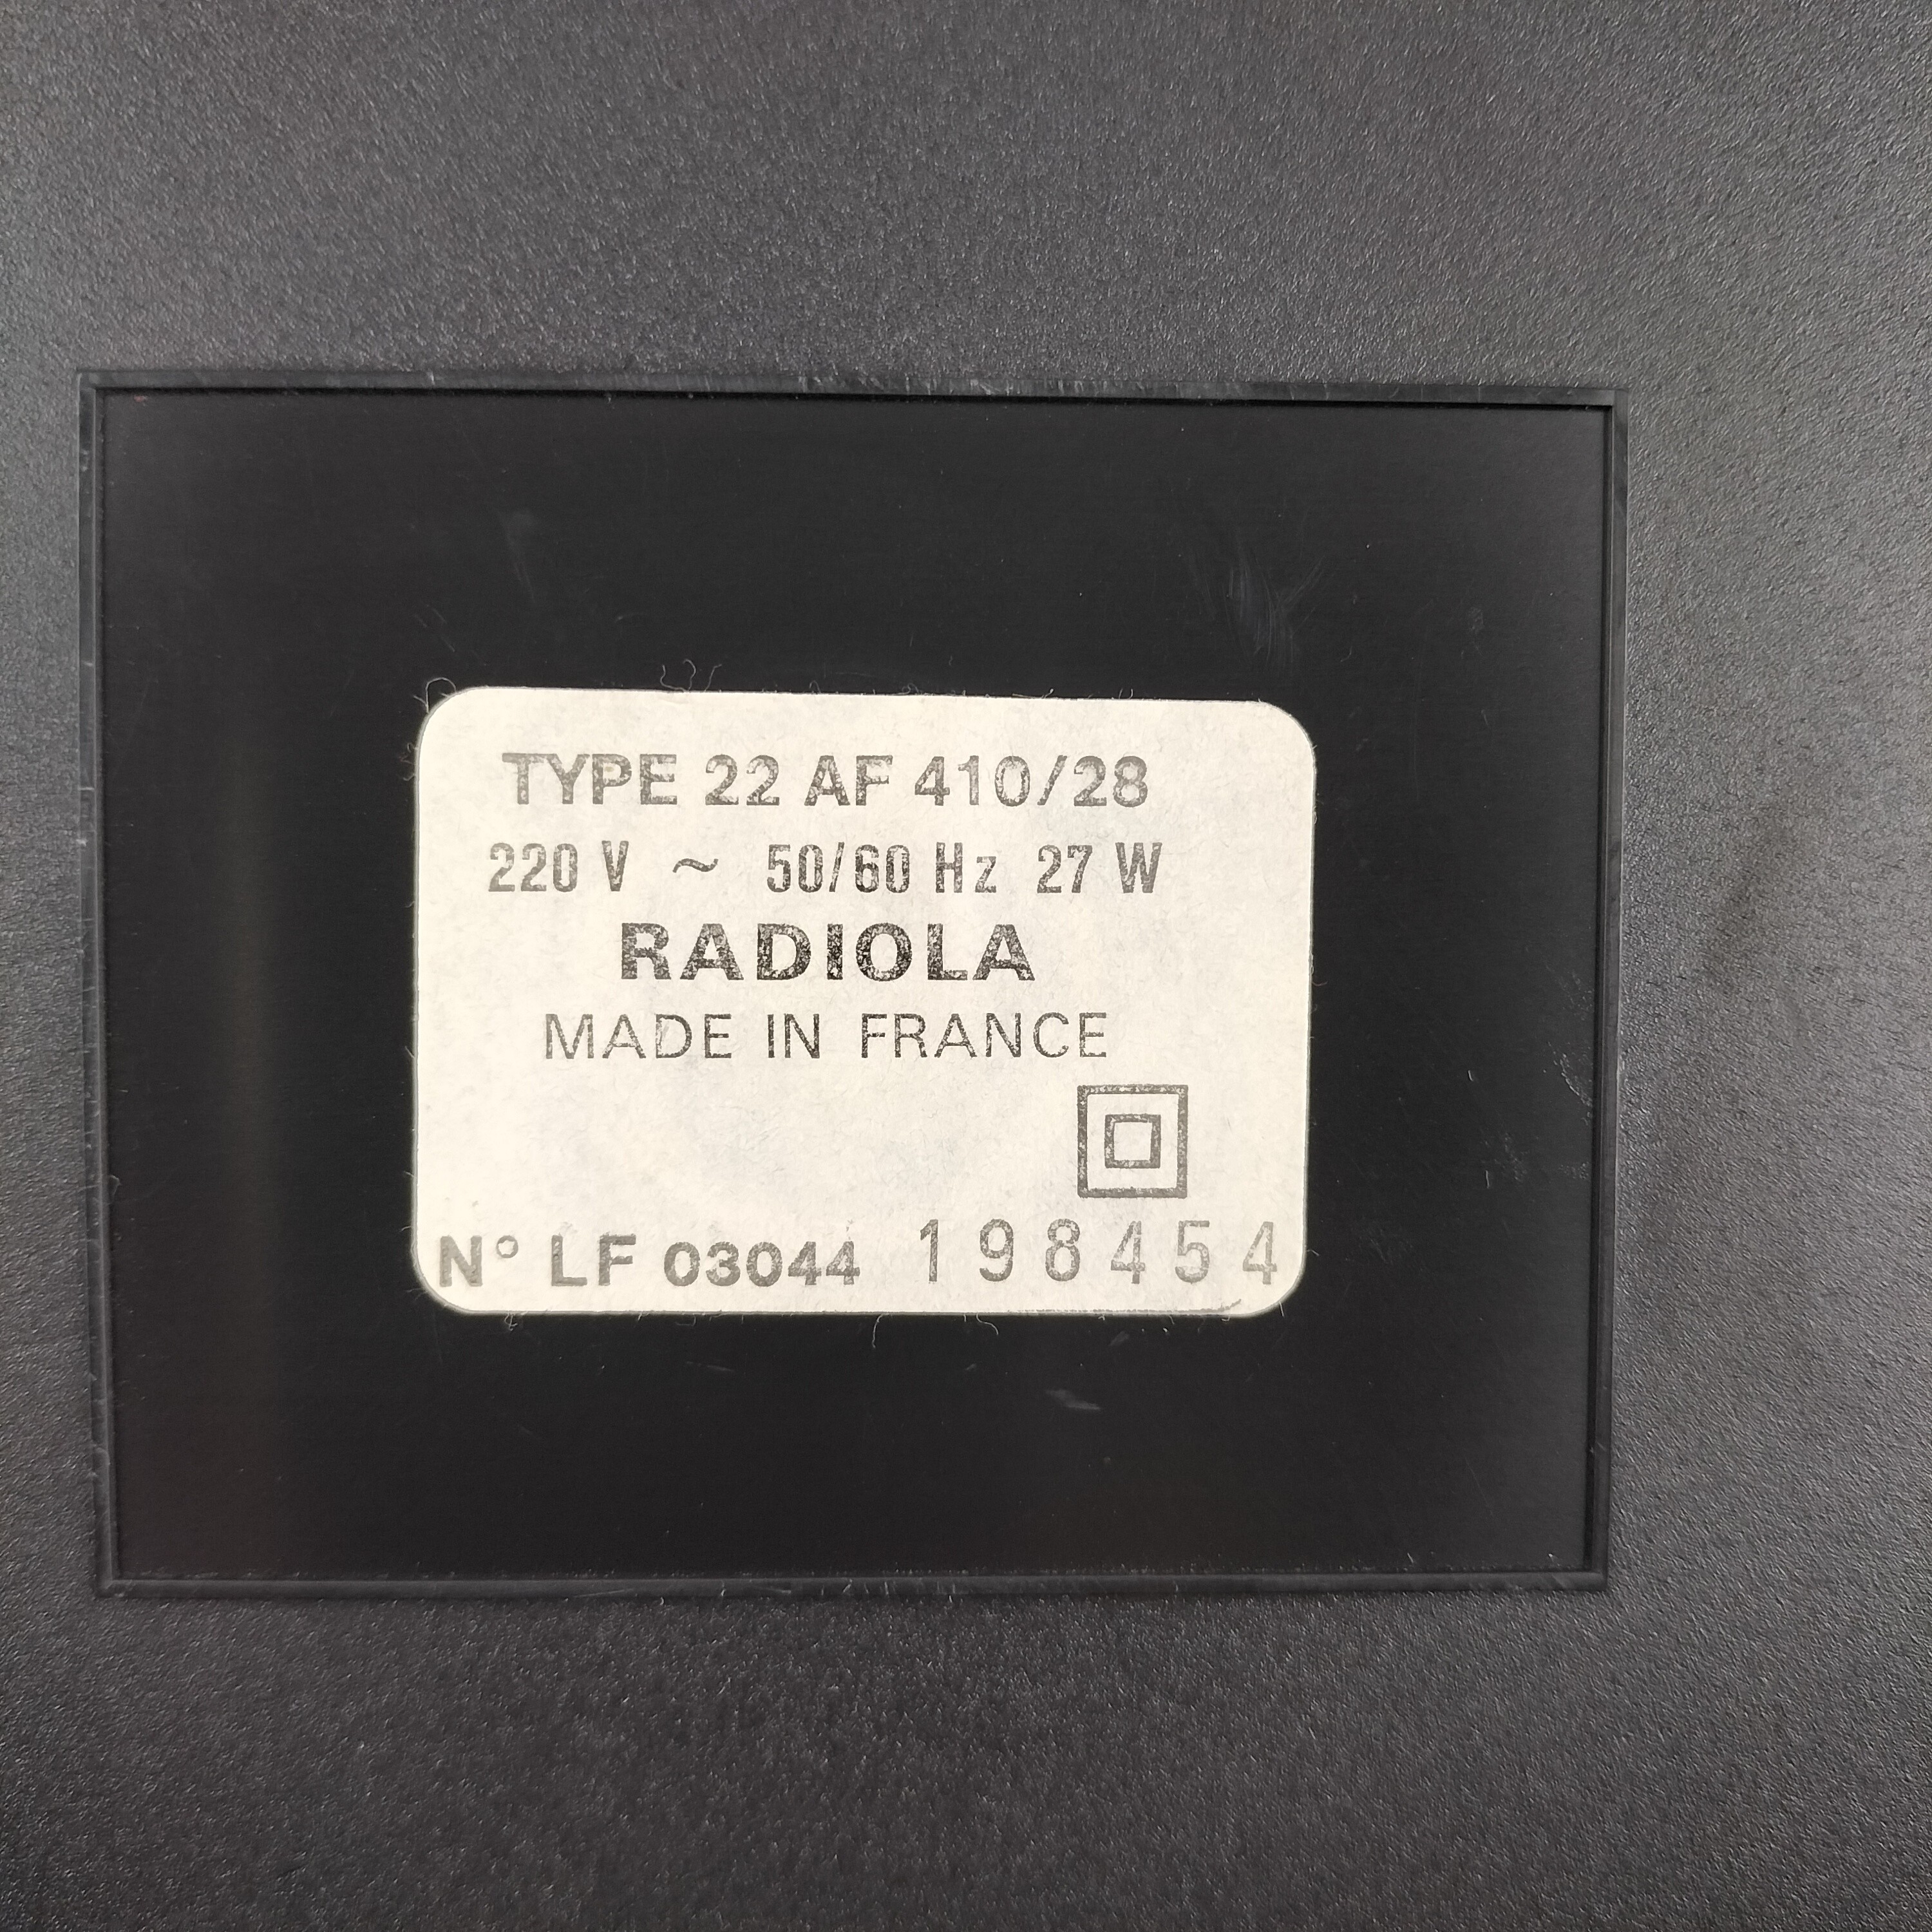 TYPE 22 AF 410/28
220 V ~ 50/60 Hz 27 W
RADIOLA
MADE IN FRANCE
N° LF 03044 198454